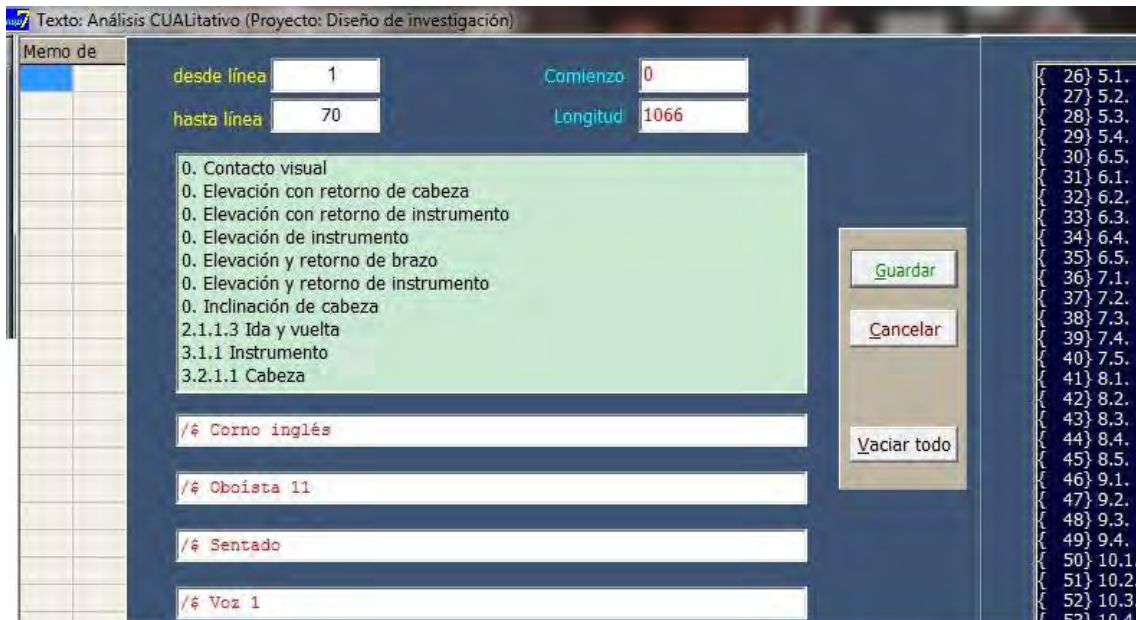 Texto: Análisis CUALitativo (Proyecto: Diseño de investigación)
Memo de
desde línea 1
Comienzo 0
hasta línea 70
Longitud 1066
0. Contacto visual
0. Elevación con retorno de cabeza
0. Elevación con retorno de instrumento
0. Elevación de instrumento
0. Elevación y retorno de brazo
0. Elevación y retorno de instrumento
0. Inclinación de cabeza
2.1.1.3 Ida y vuelta
3.1.1 Instrumento
3.2.1.1 Cabeza
/$ Corno inglés
/$ Oboísta 11
/$ Sentado
/$ Voz 1
Guardar
Cancelar
Vaciar todo
{ 26} 5.1.
{ 27} 5.2.
{ 28} 5.3.
{ 29} 5.4.
{ 30} 6.5.
{ 31} 6.1.
{ 32} 6.2.
{ 33} 6.3.
{ 34} 6.4.
{ 35} 6.5.
{ 36} 7.1.
{ 37} 7.2.
{ 38} 7.3.
{ 39} 7.4.
{ 40} 7.5.
{ 41} 8.1.
{ 42} 8.2.
{ 43} 8.3.
{ 44} 8.4.
{ 45} 8.5.
{ 46} 9.1.
{ 47} 9.2.
{ 48} 9.3.
{ 49} 9.4.
{ 50} 10.1.
{ 51} 10.2.
{ 52} 10.3.